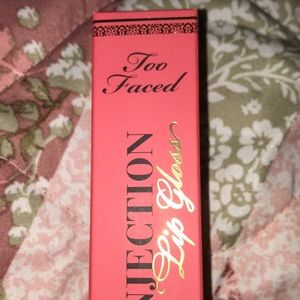 Too
Faced
NJECTION
Lip Gloss